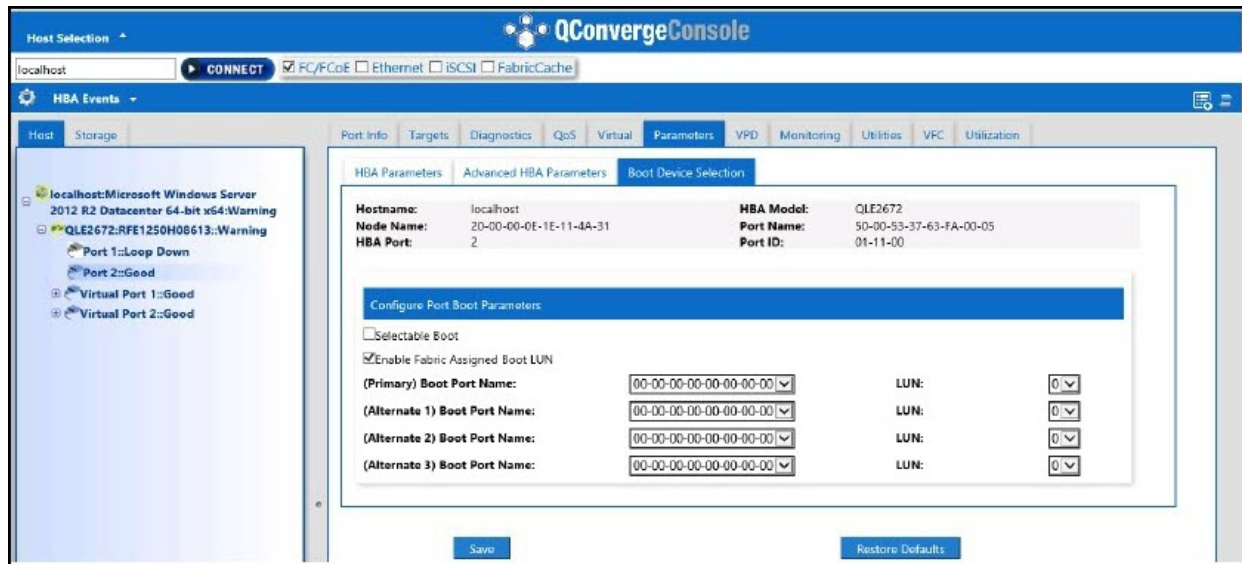 Host Selection
QConvergeConsole
localhost
CONNECT
FC/FCoE Ethernet iSCSI FabricCache
HBA Events
Host Storage
localhost:Microsoft Windows Server
2012 R2 Datacenter 64-bit x64:Warning
QLE2672:RFE1250H08613::Warning
Port 1::Loop Down
Port 2::Good
Virtual Port 1::Good
Virtual Port 2::Good
Port Info Targets Diagnostics QoS Virtual Parameters VPD Monitoring Utilities VFC Utilization
HBA Parameters Advanced HBA Parameters Boot Device Selection
Hostname: localhost HBA Model: QLE2672
Node Name: 20-00-00-0E-1E-11-4A-31 Port Name: 50-00-53-37-63-FA-00-05
HBA Port: 2 Port ID: 01-11-00
Configure Port Boot Parameters
Selectable Boot
Enable Fabric Assigned Boot LUN
(Primary) Boot Port Name: 00-00-00-00-00-00-00-00 LUN: 0
(Alternate 1) Boot Port Name: 00-00-00-00-00-00-00-00 LUN: 0
(Alternate 2) Boot Port Name: 00-00-00-00-00-00-00-00 LUN: 0
(Alternate 3) Boot Port Name: 00-00-00-00-00-00-00-00 LUN: 0
Save Restore Defaults